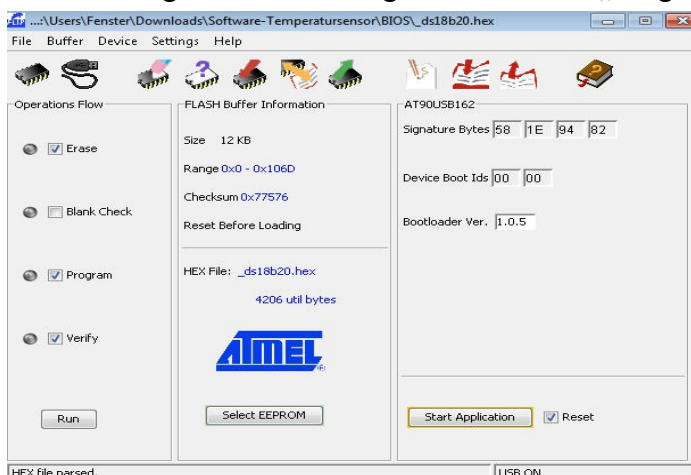 ...:\Users\Fenster\Downloads\Software-Temperatursensor\BIOS\_ds18b20.hex
File Buffer Device Settings Help
Operations Flow
Erase
Blank Check
Program
Verify
Run
FLASH Buffer Information
Size 12 KB
Range 0x0 - 0x106D
Checksum 0x77576
Reset Before Loading
HEX File: _ds18b20.hex
4206 util bytes
ATMEL
Select EEPROM
AT90USB162
Signature Bytes 58 1E 94 82
Device Boot Ids 00 00
Bootloader Ver. 1.0.5
Start Application Reset
HEX file parsed.
USB ON